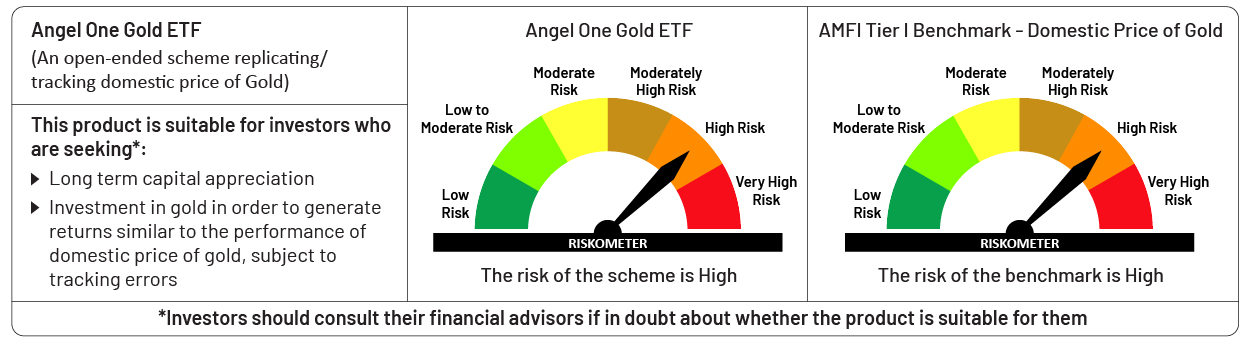 Angel One Gold ETF
(An open-ended scheme replicating/
tracking domestic price of Gold)
This product is suitable for investors who
are seeking*:
Long term capital appreciation
Investment in gold in order to generate
returns similar to the performance of
domestic price of gold, subject to
tracking errors
Angel One Gold ETF
Low
Risk
Low to
Moderate Risk
Moderate
Risk
Moderately
High Risk
High Risk
Very High
Risk
RISKOMETER
The risk of the scheme is High
AMFI Tier I Benchmark - Domestic Price of Gold
Low
Risk
Low to
Moderate Risk
Moderate
Risk
Moderately
High Risk
High Risk
Very High
Risk
RISKOMETER
The risk of the benchmark is High
*Investors should consult their financial advisors if in doubt about whether the product is suitable for them